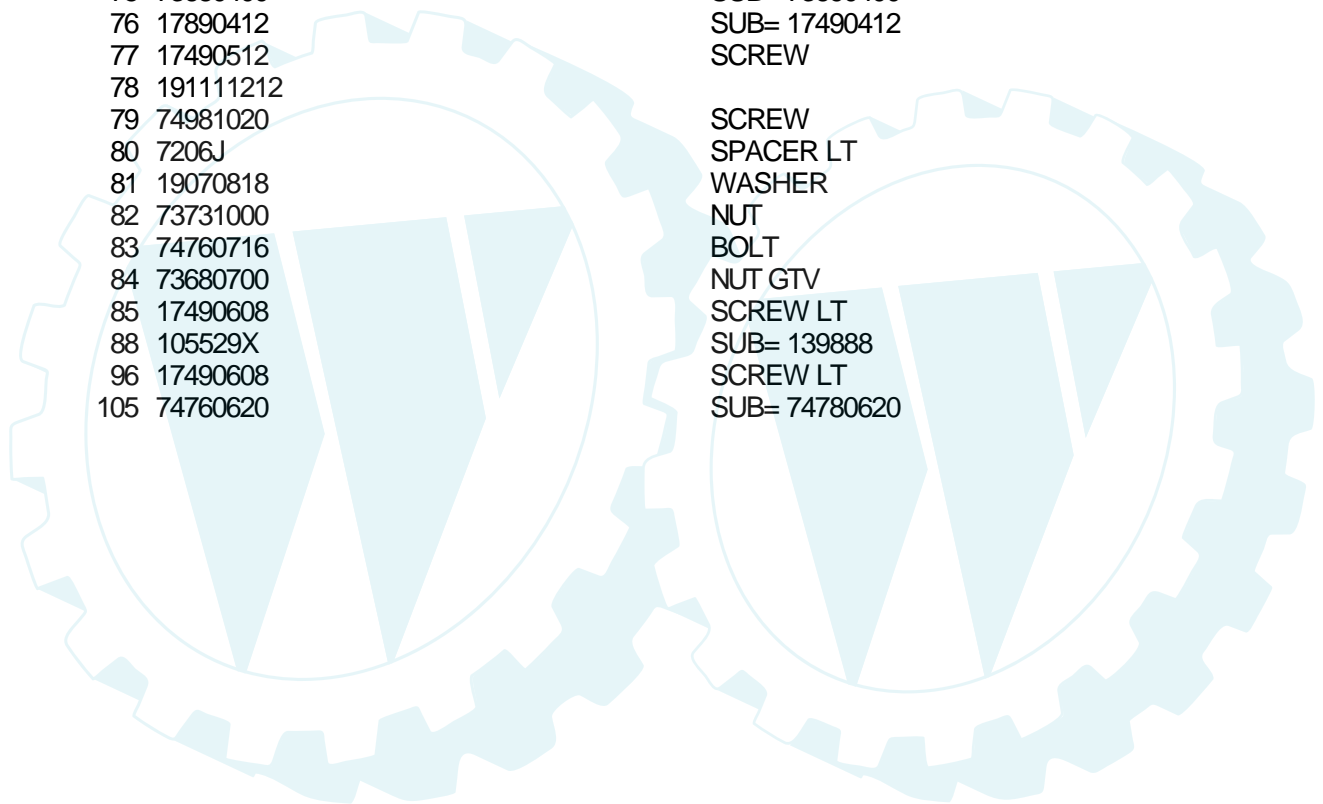 76 17890412 SUB= 17490412
77 17490512 SCREW
78 191111212
79 74981020 SCREW
80 7206J SPACER LT
81 19070818 WASHER
82 73731000 NUT
83 74760716 BOLT
84 73680700 NUT GTV
85 17490608 SCREW LT
88 105529X SUB= 139888
96 17490608 SCREW LT
105 74760620 SUB= 74780620